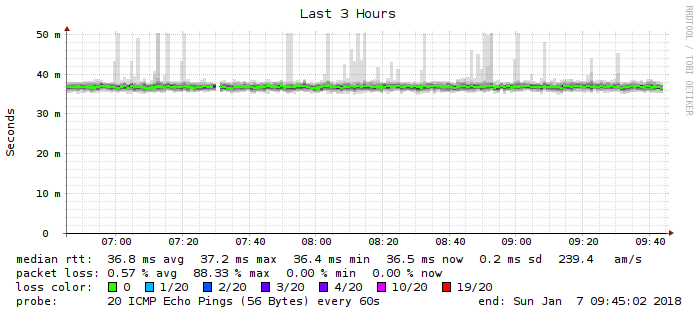 Last 3 Hours
RRDTOOL / TOBI OETIKER
Seconds
50 m
40 m
30 m
20 m
10 m
0
07:00 07:20 07:40 08:00 08:20 08:40 09:00 09:20 09:40
median rtt: 36.8 ms avg 37.2 ms max 36.4 ms min 36.5 ms now 0.2 ms sd 239.4 am/s
packet loss: 0.57 % avg 88.33 % max 0.00 % min 0.00 % now
loss color: 0 1/20 2/20 3/20 4/20 10/20 19/20
probe: 20 ICMP Echo Pings (56 Bytes) every 60s end: Sun Jan 7 09:45:02 2018